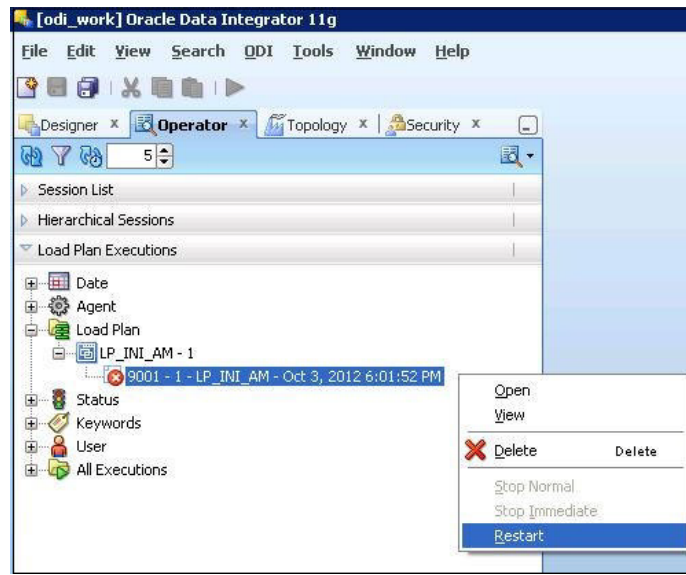 [odi_work] Oracle Data Integrator 11g
File Edit View Search ODI Tools Window Help
Designer x Operator x Topology x Security x
5
Session List
Hierarchical Sessions
Load Plan Executions
Date
Agent
Load Plan
LP_INI_AM - 1
9001 - 1 - LP_INI_AM - Oct 3, 2012 6:01:52 PM
Status
Keywords
User
All Executions
Open
View
Delete Delete
Stop Normal
Stop Immediate
Restart